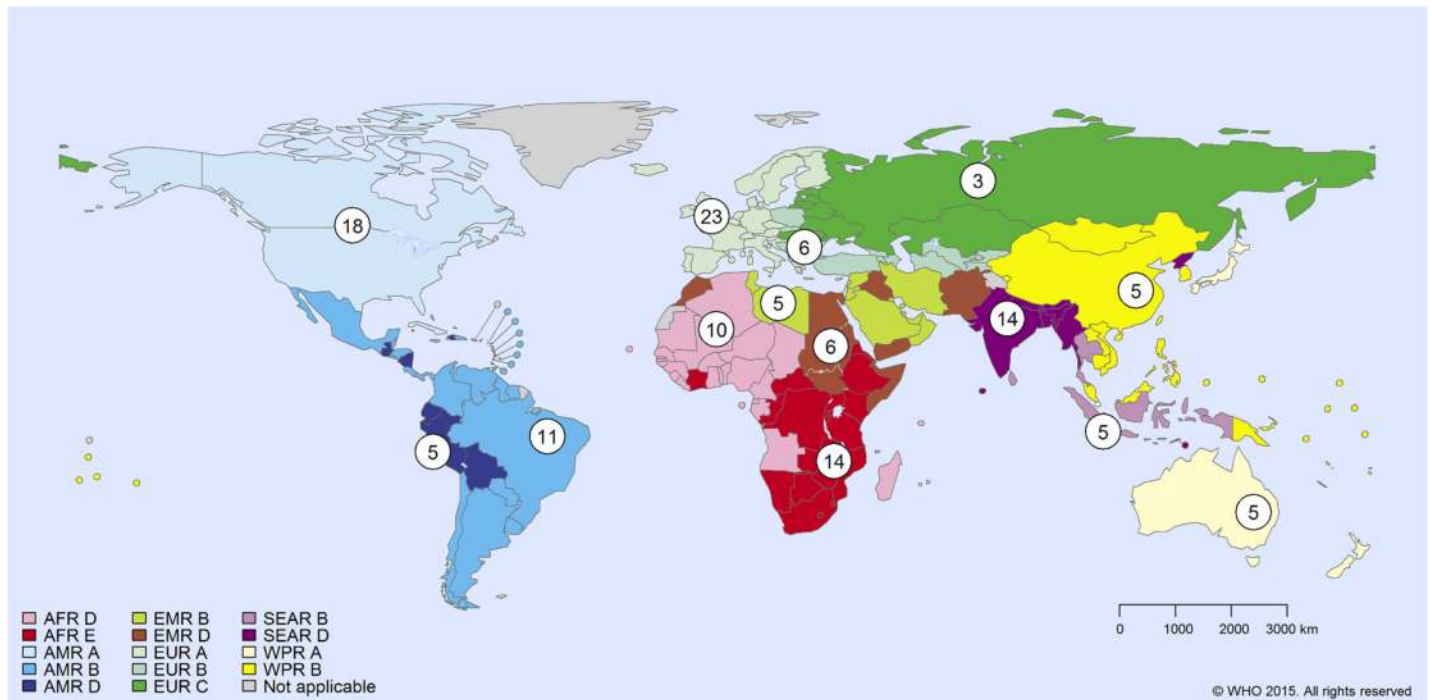 3
18
23
6
5
5
10
14
6
11
5
5
14
5
AFR D
AFR E
AMR A
AMR B
AMR D
EMR B
EMR D
EUR A
EUR B
EUR C
SEAR B
SEAR D
WPR A
WPR B
Not applicable
0 1000 2000 3000 km
© WHO 2015. All rights reserved